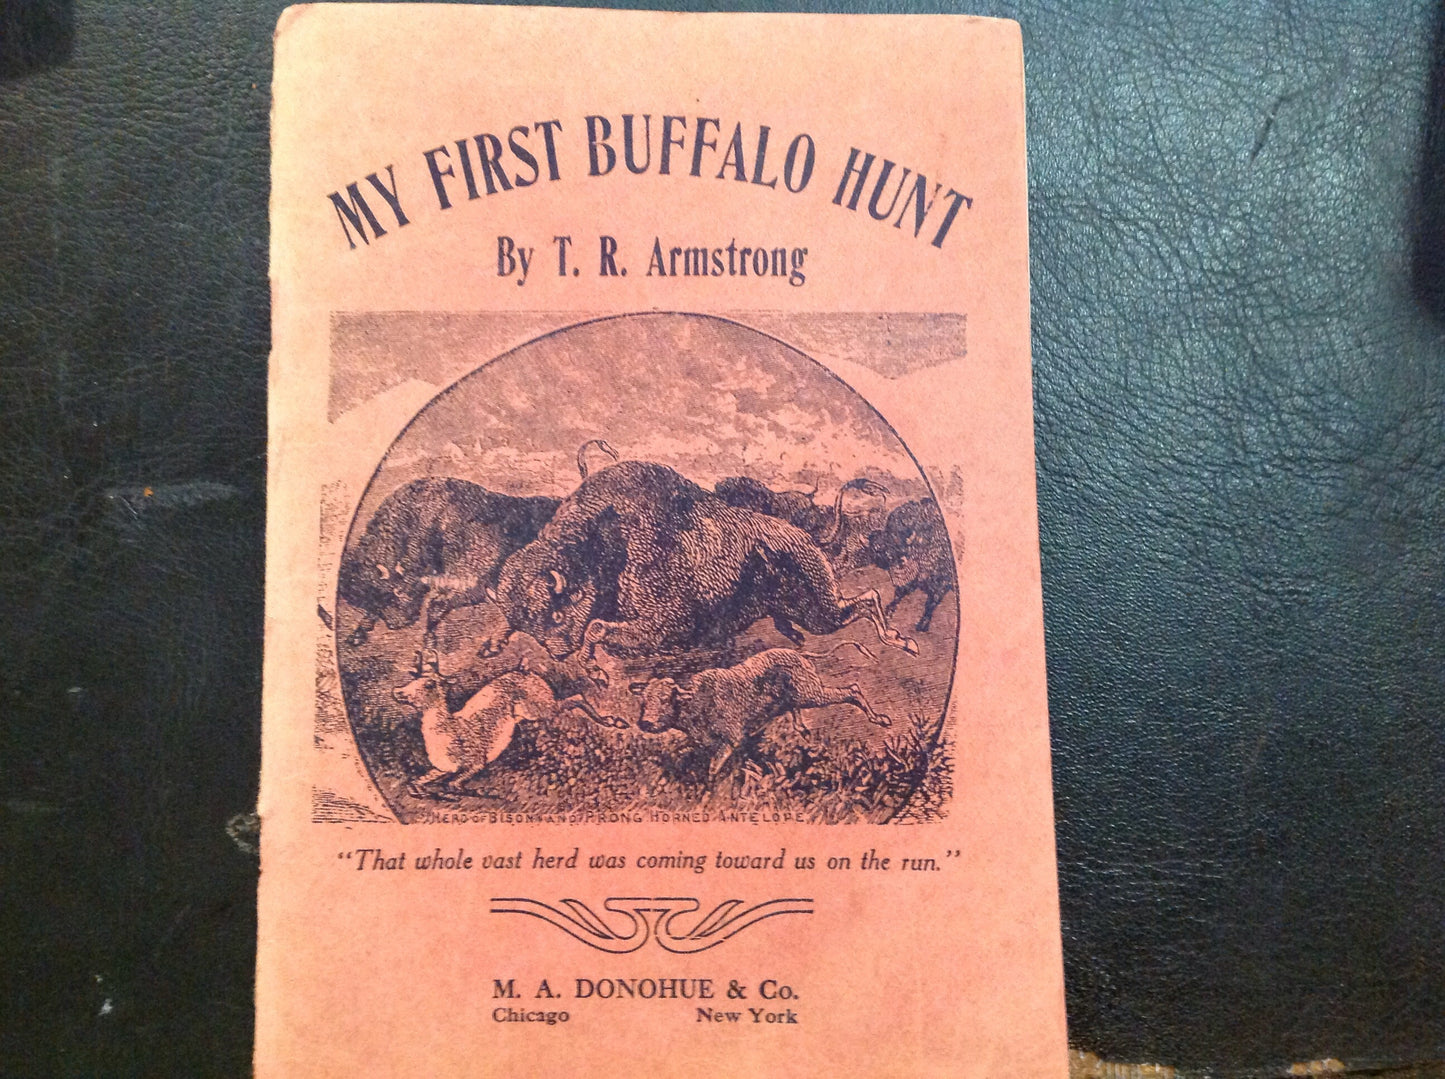 MY FIRST BUFFALO HUNT
By T. R. Armstrong
HERD OF BISON AND PRONG HORNED ANTELOPE.
"That whole vast herd was coming toward us on the run."
M. A. DONOHUE & Co.
Chicago New York